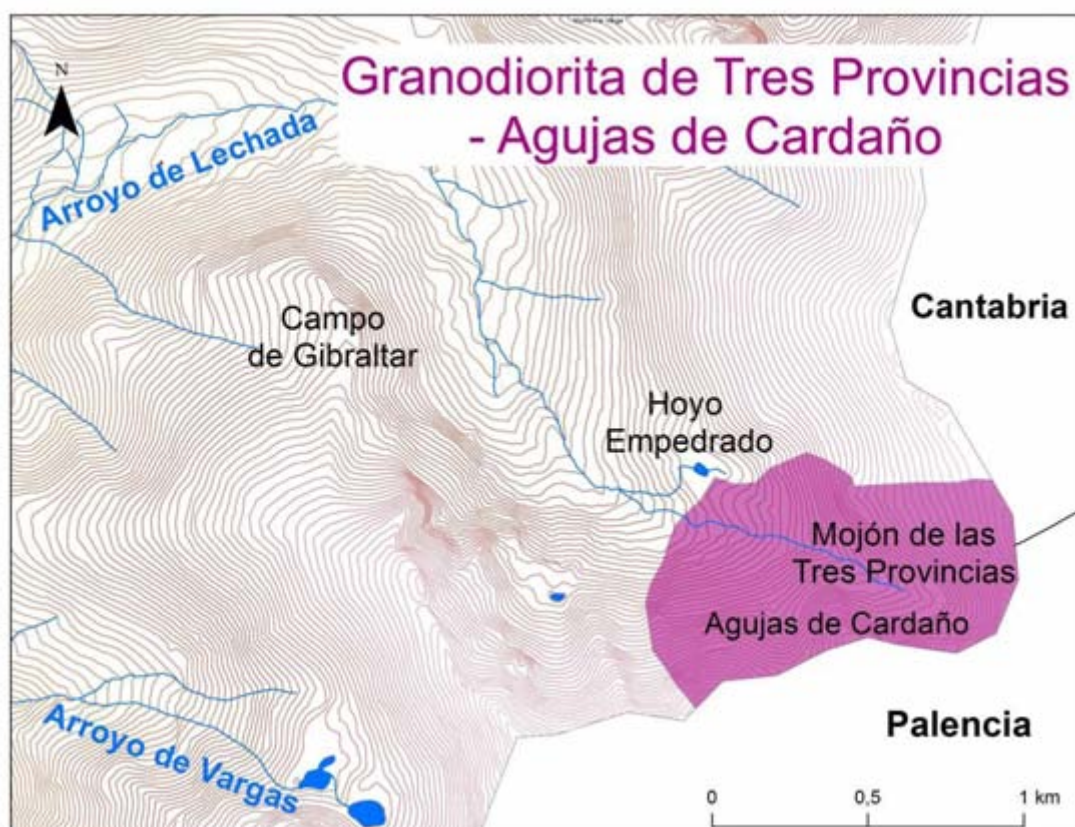 Granodiorita de Tres Provincias
- Agujas de Cardaño
N
Arroyo de Lechada
Cantabria
Campo
de Gibraltar
Hoyo
Empedrado
Mojón de las
Tres Provincias
Agujas de Cardaño
Palencia
Arroyo de Vargas
0
0,5
1 km